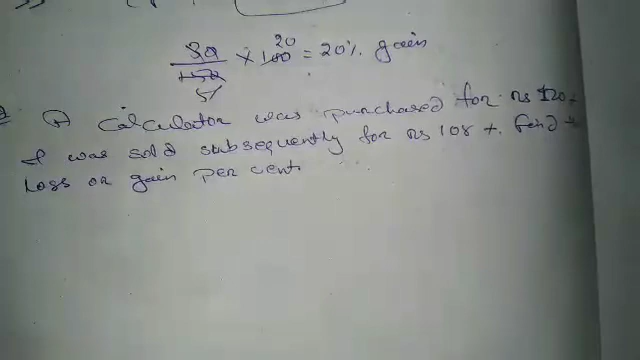 30/150 × 100 = 20% gain
20
5
A calculator was purchased for rs 120
& was sold subsequently for rs 108 +. find
loss or gain per cent.